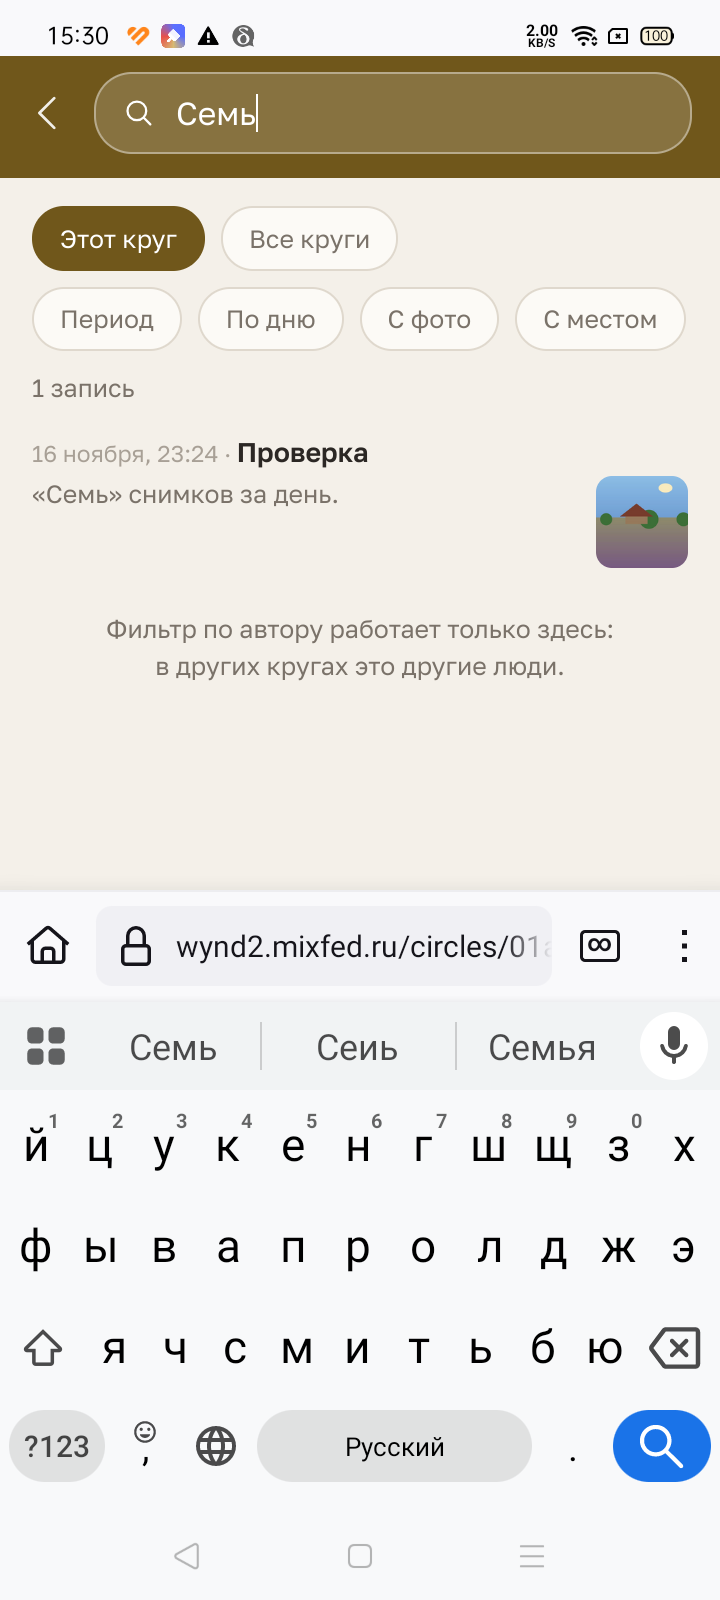 15:30
2.00
KB/S
100
Семь
Этот круг
Все круги
Период
По дню
С фото
С местом
1 запись
16 ноября, 23:24 · Проверка
«Семь» снимков за день.
Фильтр по автору работает только здесь:
в других кругах это другие люди.
wynd2.mixfed.ru/circles/01a
Семь
Сеиь
Семья
1 2 3 4 5 6 7 8 9 0
й ц у к е н г ш щ з х
ф ы в а п р о л д ж э
я ч с м и т ь б ю
?123 , Русский .